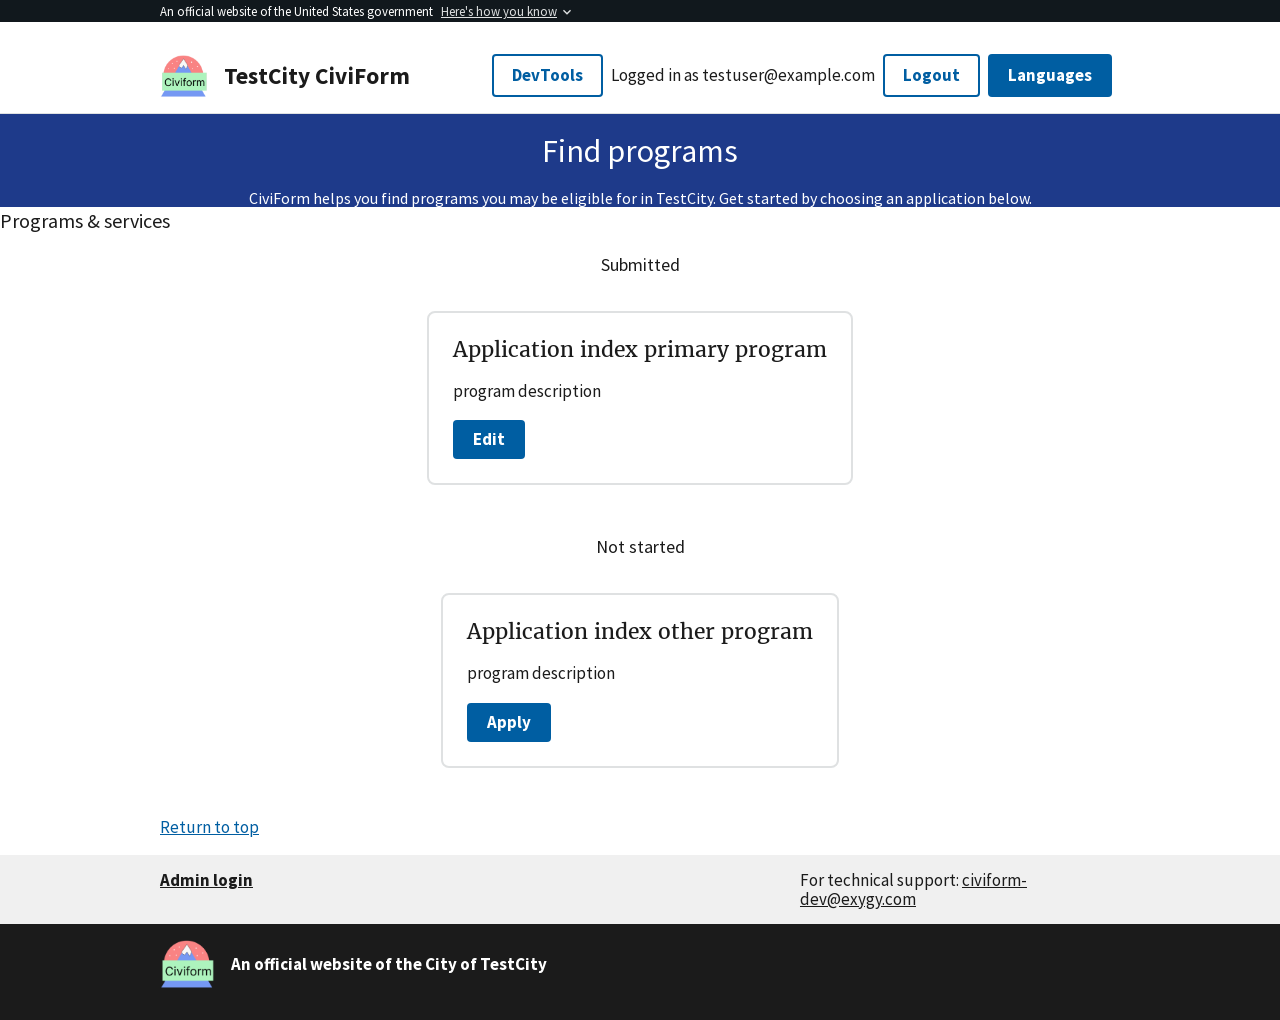 An official website of the United States government Here's how you know
Civiform
TestCity CiviForm
DevTools
Logged in as testuser@example.com
Logout
Languages
Find programs
CiviForm helps you find programs you may be eligible for in TestCity. Get started by choosing an application below.
Programs & services
Submitted
Application index primary program
program description
Edit
Not started
Application index other program
program description
Apply
Return to top
Admin login
For technical support: civiform-
dev@exygy.com
Civiform
An official website of the City of TestCity